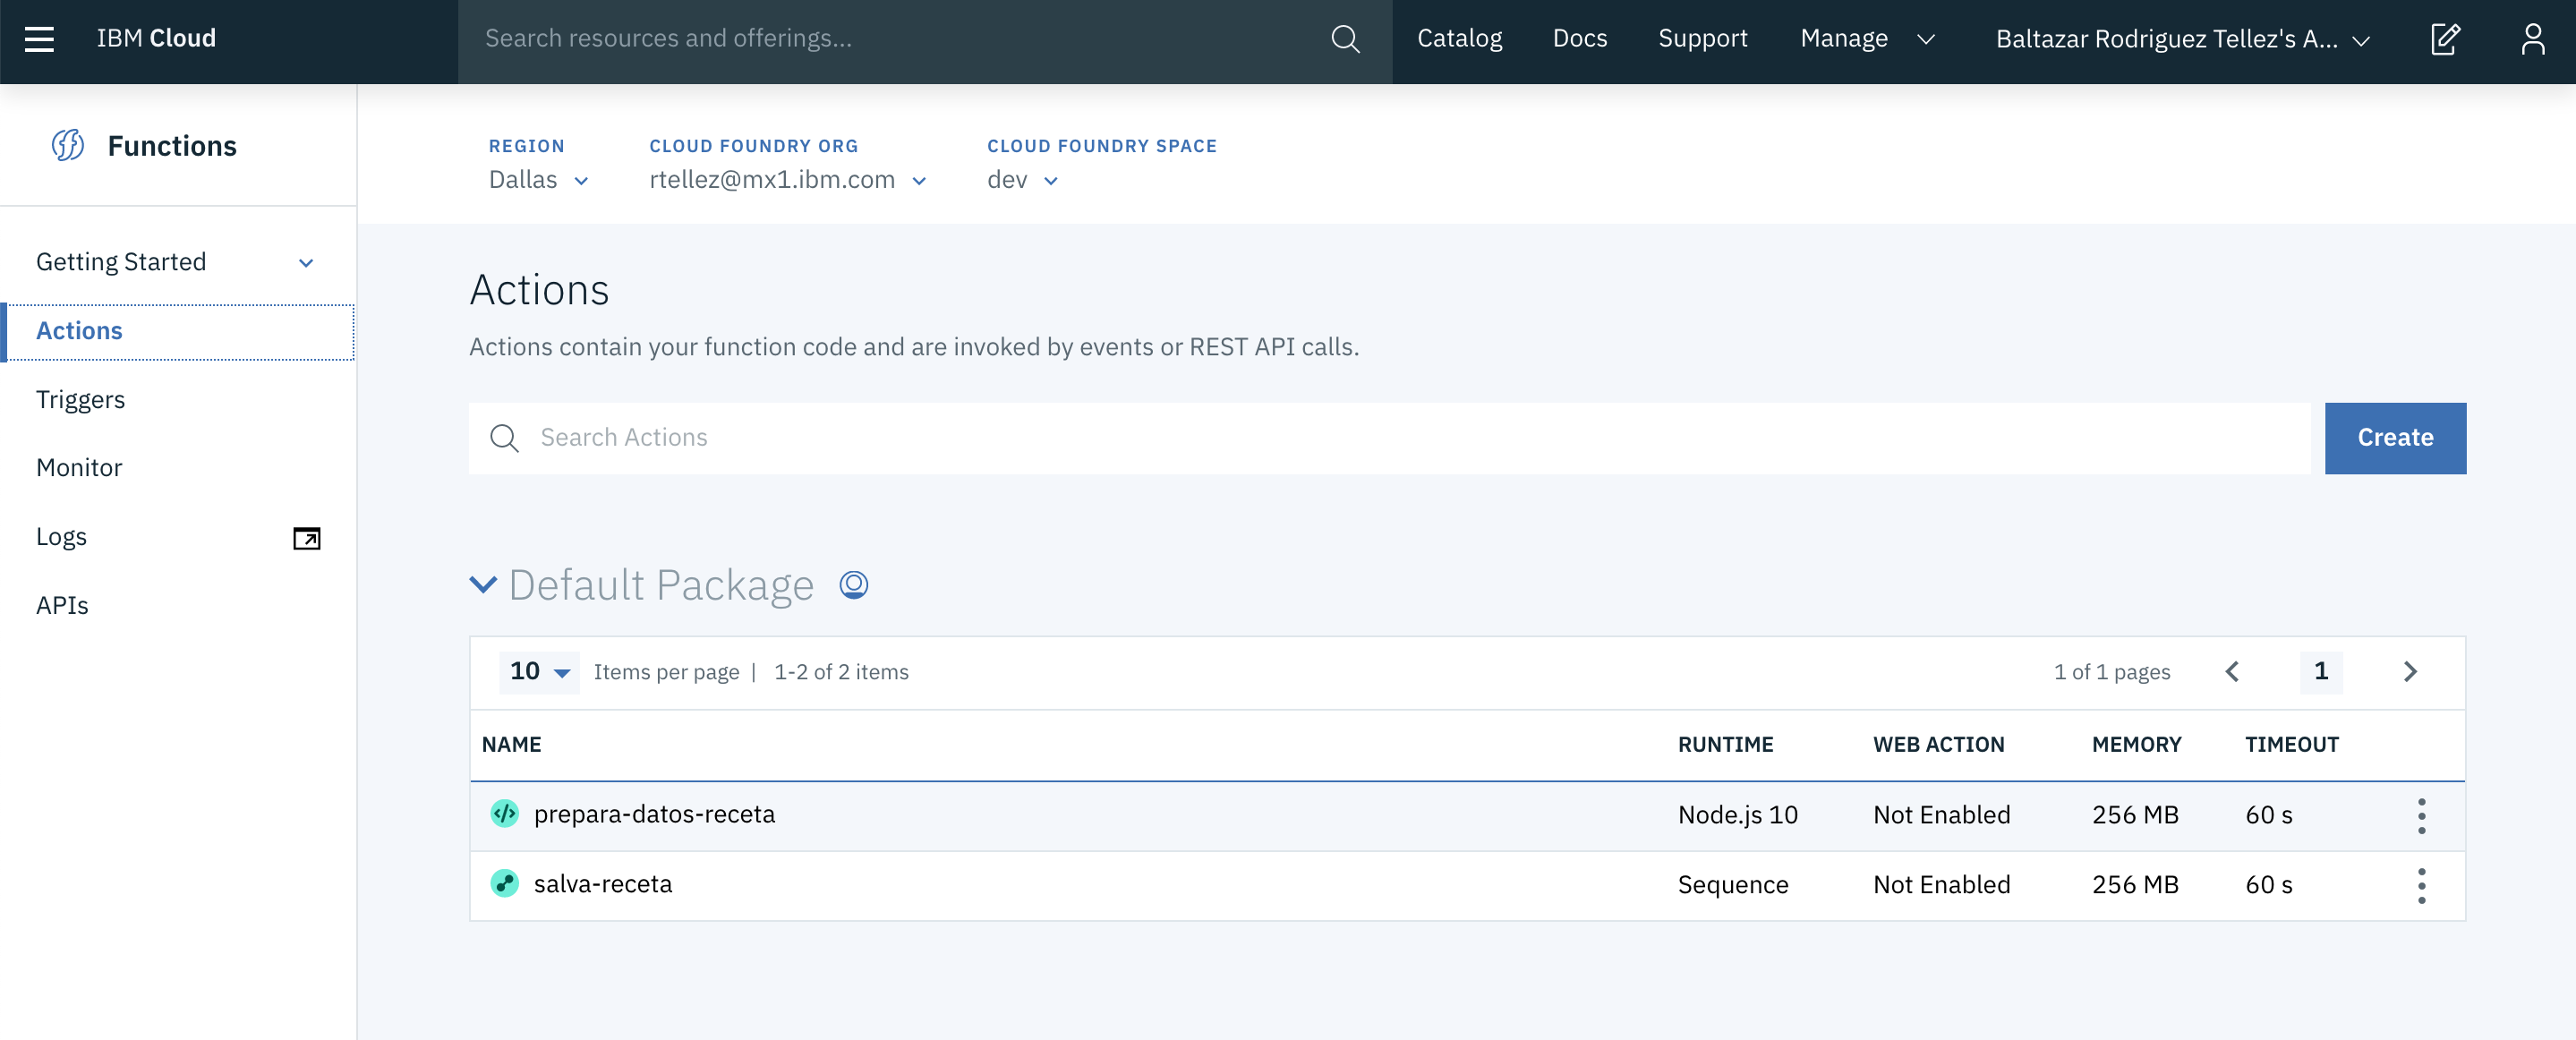 IBM Cloud
Search resources and offerings...
Catalog
Docs
Support
Manage
Baltazar Rodriguez Tellez's A...
Functions
REGION
Dallas
CLOUD FOUNDRY ORG
rtellez@mx1.ibm.com
CLOUD FOUNDRY SPACE
dev
Getting Started
Actions
Triggers
Monitor
Logs
APIs
Actions
Actions contain your function code and are invoked by events or REST API calls.
Search Actions
Create
Default Package
10 Items per page | 1-2 of 2 items
1 of 1 pages 1
NAME RUNTIME WEB ACTION MEMORY TIMEOUT
prepara-datos-receta Node.js 10 Not Enabled 256 MB 60 s
salva-receta Sequence Not Enabled 256 MB 60 s